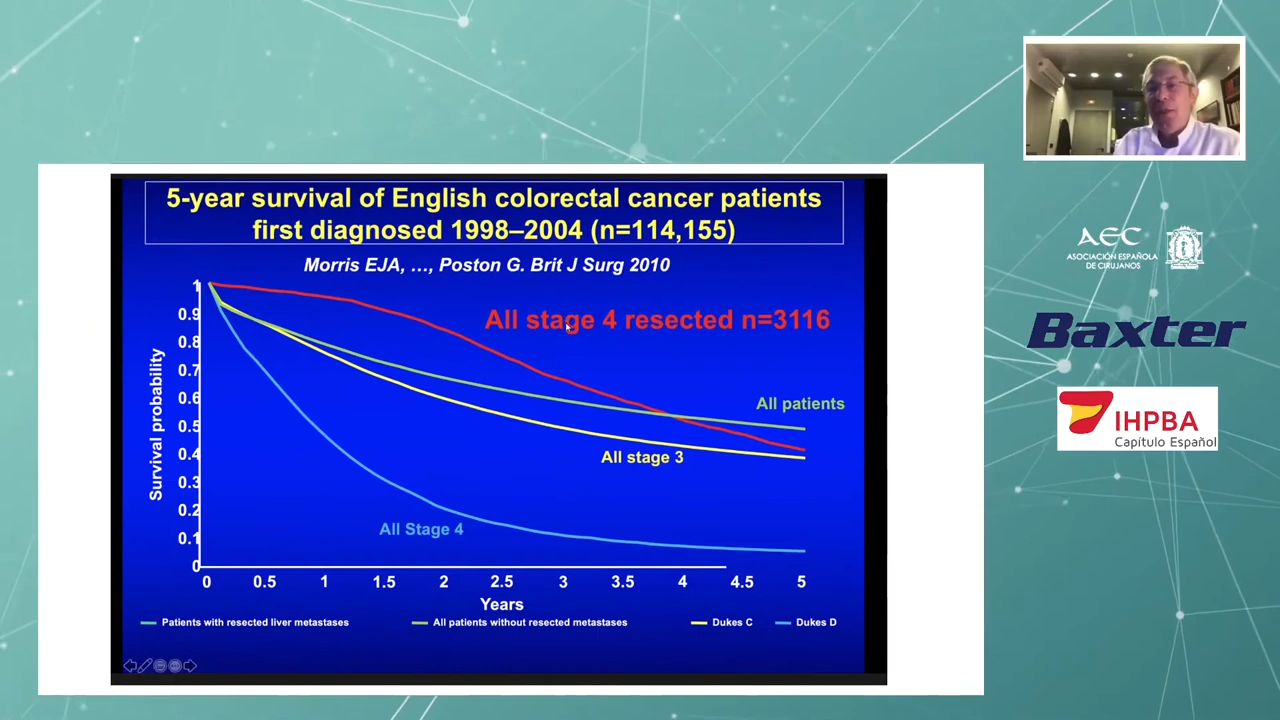 5-year survival of English colorectal cancer patients
first diagnosed 1998–2004 (n=114,155)
Morris EJA, ..., Poston G. Brit J Surg 2010
All stage 4 resected n=3116
All patients
All stage 3
All Stage 4
Survival probability
1
0.9
0.8
0.7
0.6
0.5
0.4
0.3
0.2
0.1
0
0 0.5 1 1.5 2 2.5 3 3.5 4 4.5 5
Years
Patients with resected liver metastases All patients without resected metastases Dukes C Dukes D
AEC
ASOCIACIÓN ESPAÑOLA
DE CIRUJANOS
Baxter
IHPBA
Capítulo Español